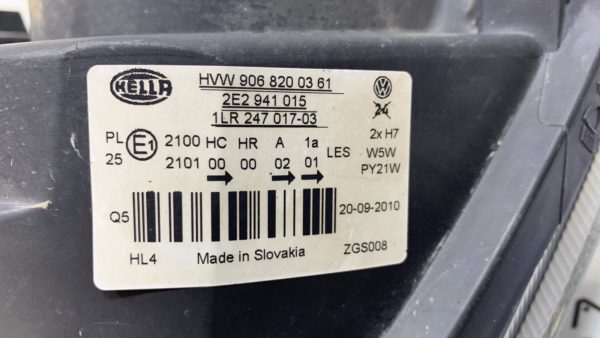 HELLA
HVW 906 820 03 61
2E2 941 015
1LR 247 017-03
24
PL E1 2100 HC HR A 1a 2x H7
25 2101 00 00 02 01 LES W5W
PY21W
Q5 20-09-2010
HL4 Made in Slovakia ZGS008